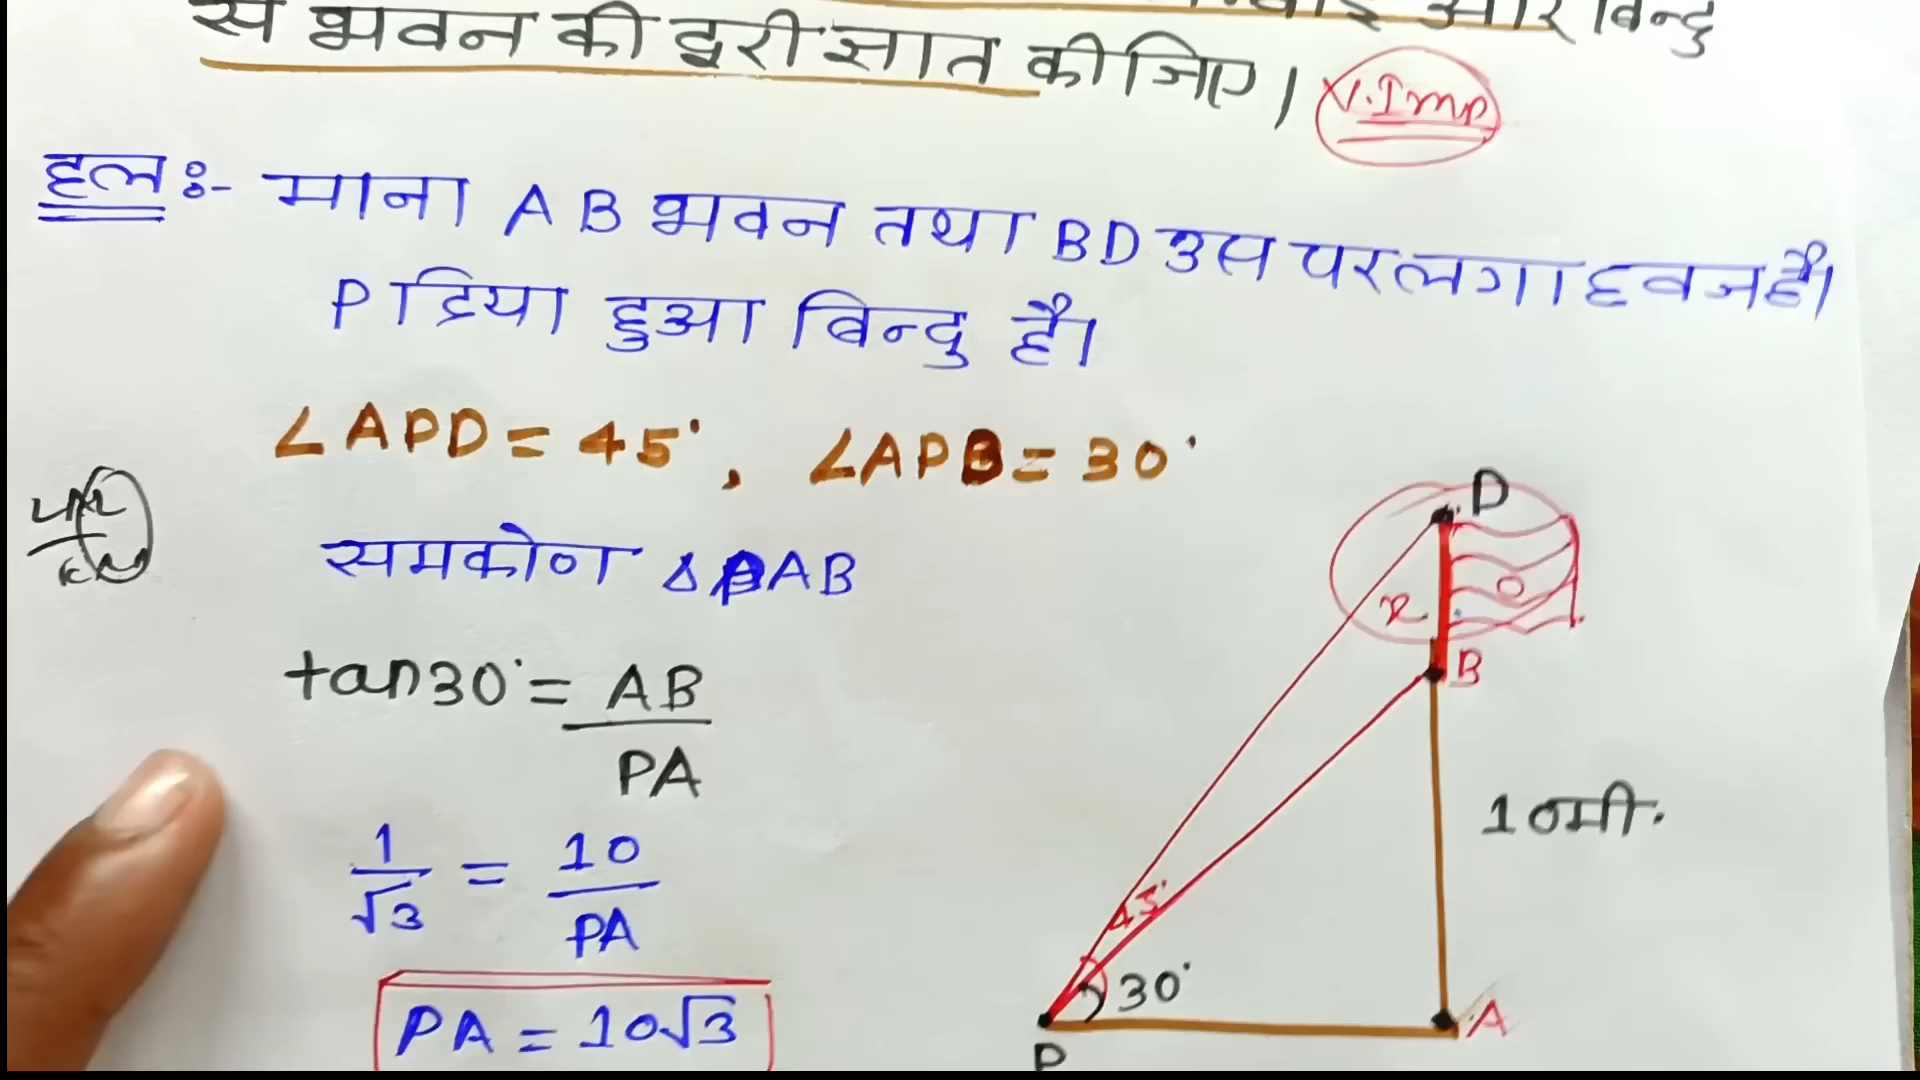 और बिन्दु
से भवन की दूरी ज्ञात कीजिए। V.Imp
हल:- माना AB भवन तथा BD उस पर लगा ध्वज है।
P दिया हुआ बिन्दु है।
∠APD = 45°, ∠APB = 30°
समकोण ΔPAB
tan30° = AB
PA
1/√3 = 10/PA
PA = 10√3
D
x
B
10मी.
45°
30°
P
A